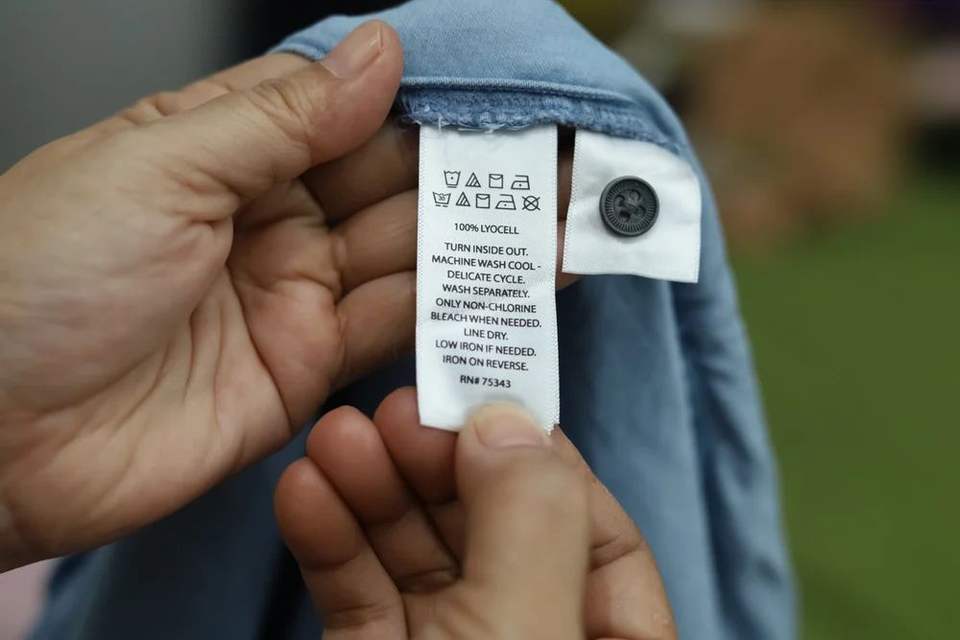 100% LYOCELL
TURN INSIDE OUT.
MACHINE WASH COOL -
DELICATE CYCLE.
WASH SEPARATELY.
ONLY NON-CHLORINE
BLEACH WHEN NEEDED.
LINE DRY.
LOW IRON IF NEEDED.
IRON ON REVERSE.
RN# 75343